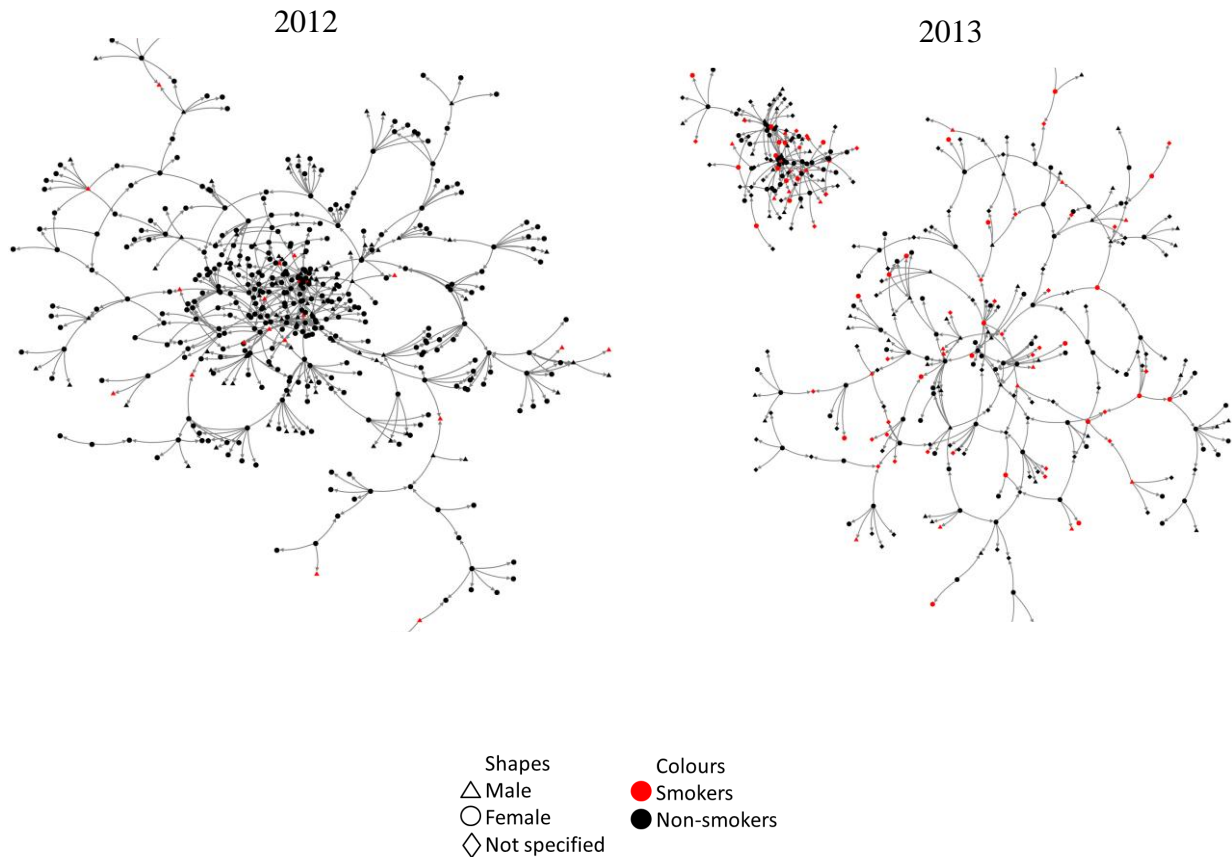 2012
2013
Shapes
Male
Female
Not specified
Colours
Smokers
Non-smokers